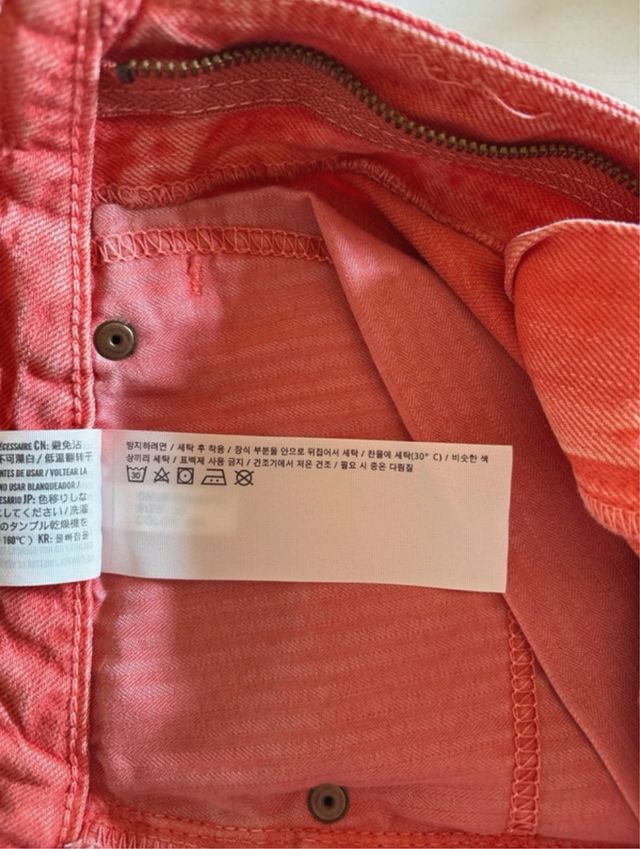 ÉCESSAIRE CN: 避免沾
不可漂白/低温翻转干
ANTES DE USAR / VOLTEAR LA
NO USAR BLANQUEADOR/
ESARIO JP: 色移りしな
してください/洗濯
のタンブル乾燥機を
160°C) KR: 물빠짐을
방지하려면 / 세탁 후 착용 / 장식 부분을 안으로 뒤집어서 세탁 / 찬물에 세탁(30° C) / 비슷한 색
상끼리 세탁 / 표백제 사용 금지 / 건조기에서 저온 건조 / 필요 시 중온 다림질
30